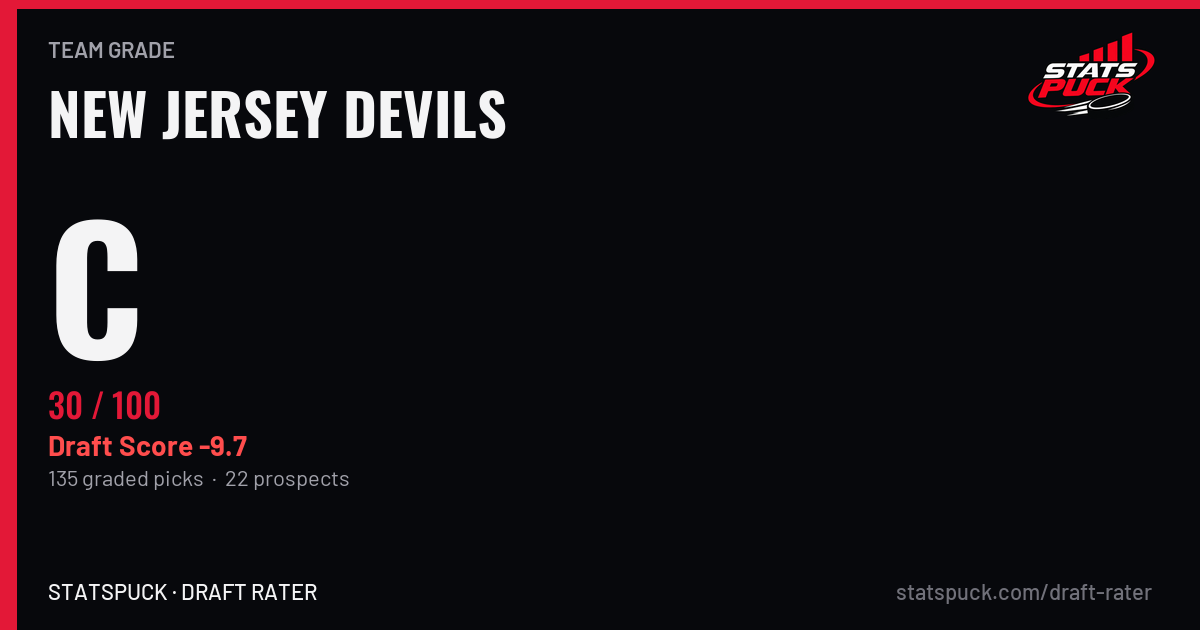 TEAM GRADE
NEW JERSEY DEVILS
STATS
PUCK
C
30 / 100
Draft Score -9.7
135 graded picks · 22 prospects
STATSPUCK · DRAFT RATER
statspuck.com/draft-rater